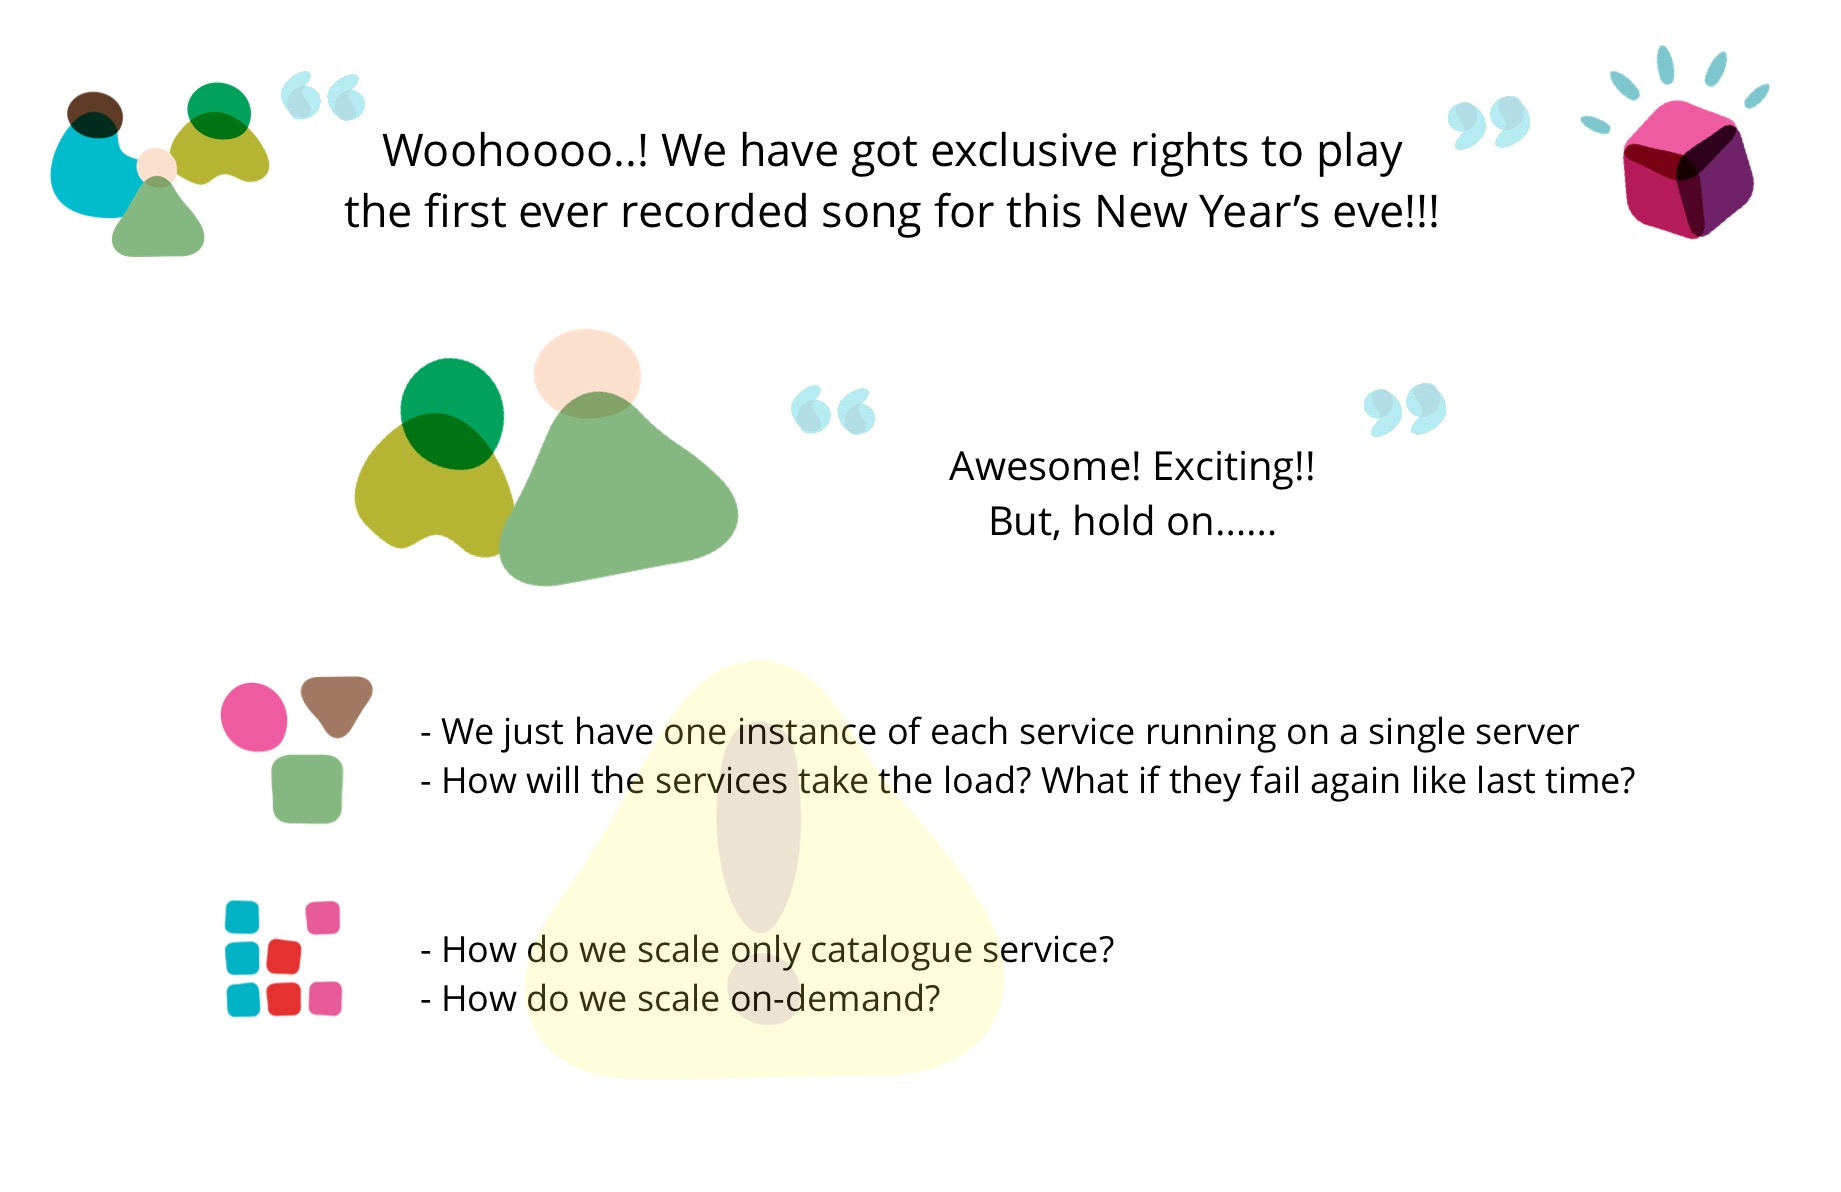 Woohoooo..! We have got exclusive rights to play
the first ever recorded song for this New Year’s eve!!!
Awesome! Exciting!!
But, hold on......
- We just have one instance of each service running on a single server
- How will the services take the load? What if they fail again like last time?
- How do we scale only catalogue service?
- How do we scale on-demand?